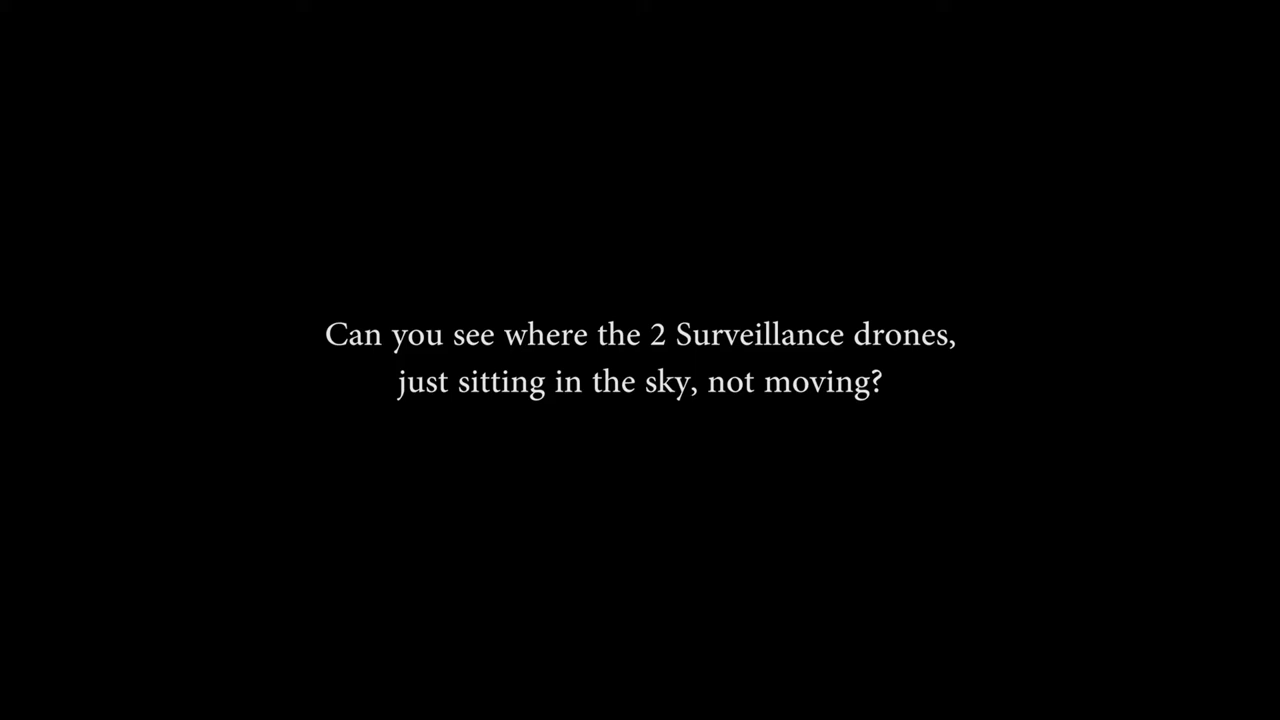 Can you see where the 2 Surveillance drones,
just sitting in the sky, not moving?